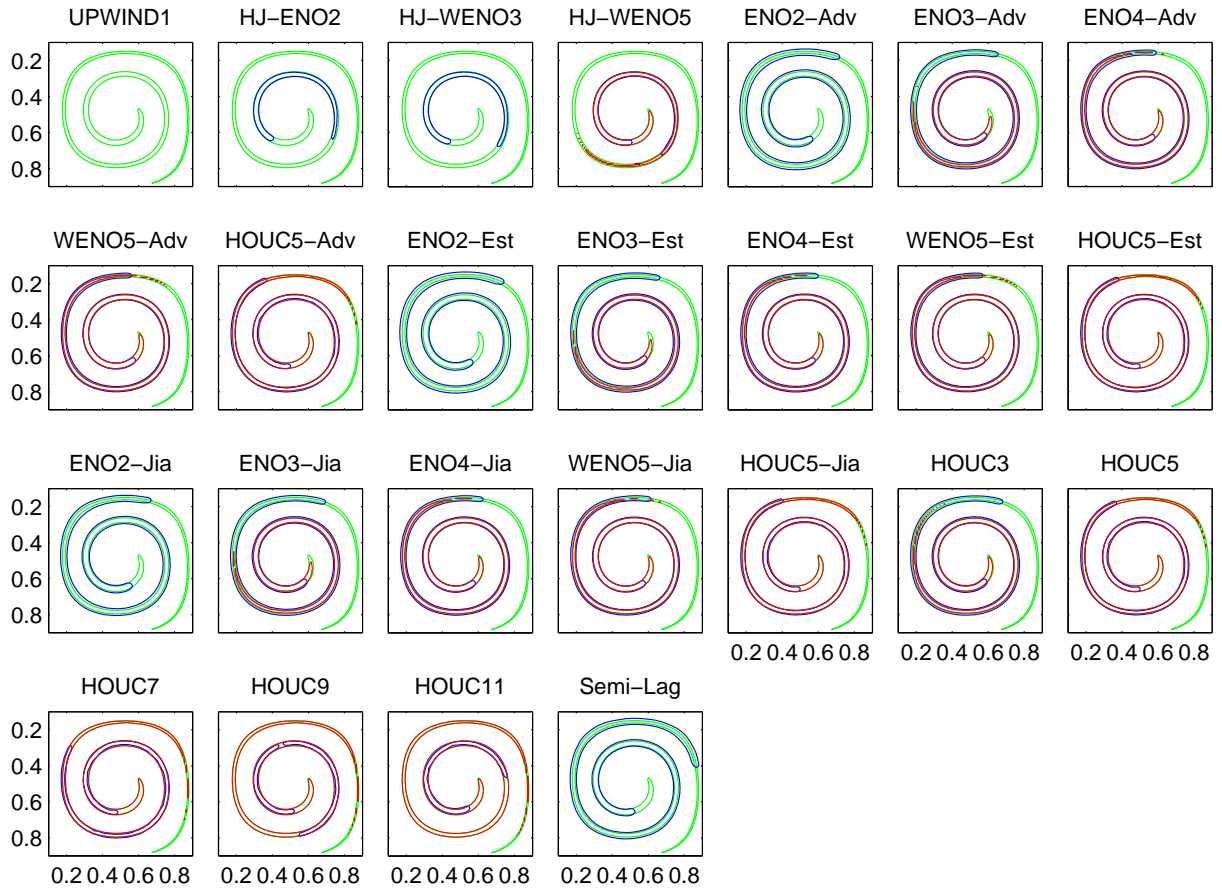 UPWIND1 HJ−ENO2 HJ−WENO3 HJ−WENO5 ENO2−Adv ENO3−Adv ENO4−Adv
0.2
0.4
0.6
0.8
WENO5−Adv HOUC5−Adv ENO2−Est ENO3−Est ENO4−Est WENO5−Est HOUC5−Est
0.2
0.4
0.6
0.8
ENO2−Jia ENO3−Jia ENO4−Jia WENO5−Jia HOUC5−Jia HOUC3 HOUC5
0.2
0.4
0.6
0.8
0.2 0.4 0.6 0.8 0.2 0.4 0.6 0.8 0.2 0.4 0.6 0.8
HOUC7 HOUC9 HOUC11 Semi−Lag
0.2
0.4
0.6
0.8
0.2 0.4 0.6 0.8 0.2 0.4 0.6 0.8 0.2 0.4 0.6 0.8 0.2 0.4 0.6 0.8